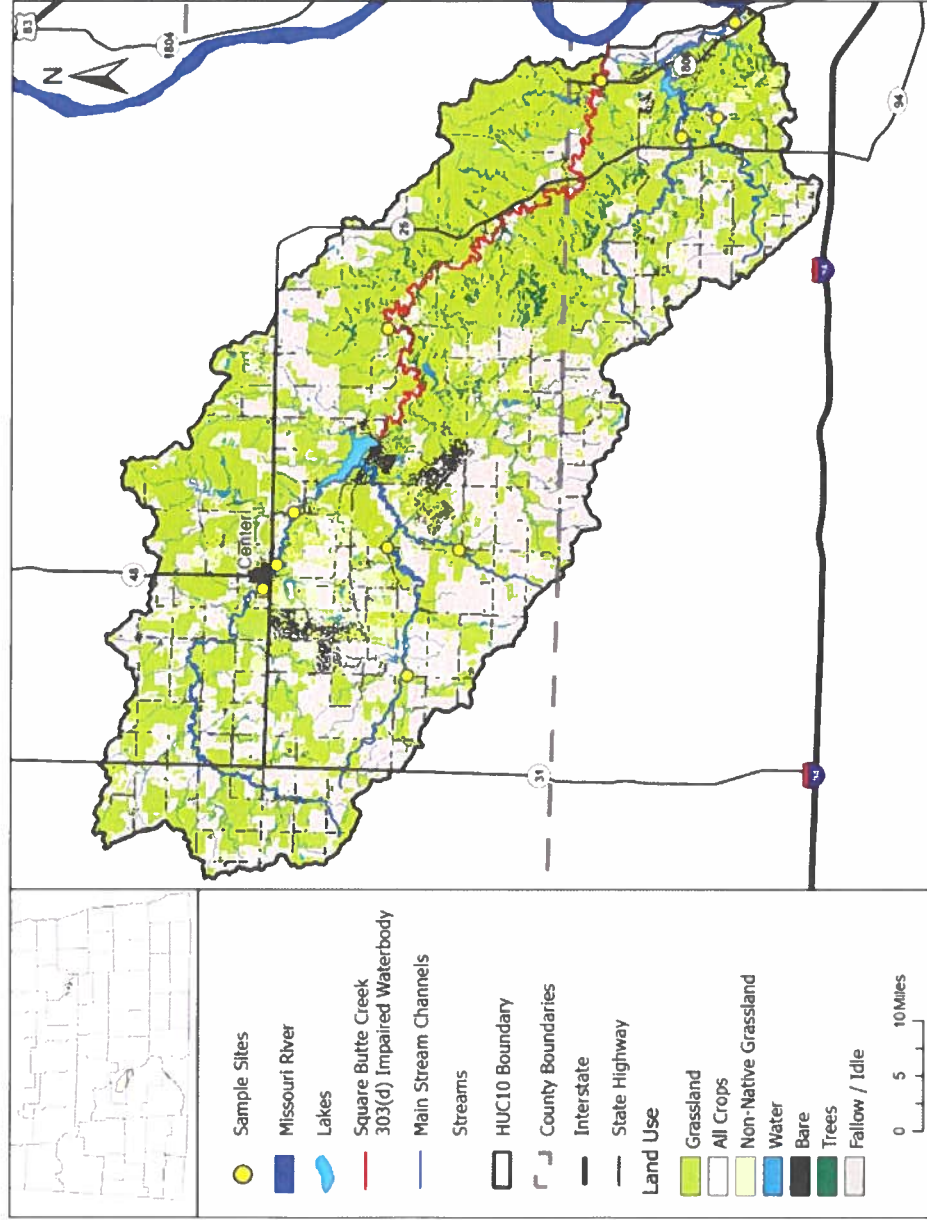 83
1804
N
48
Center
25
31
94
Sample Sites
Missouri River
Lakes
Square Butte Creek
303(d) Impaired Waterbody
Main Stream Channels
Streams
HUC10 Boundary
County Boundaries
Interstate
State Highway
Land Use
Grassland
All Crops
Non-Native Grassland
Water
Bare
Trees
Fallow / Idle
0 5 10 Miles